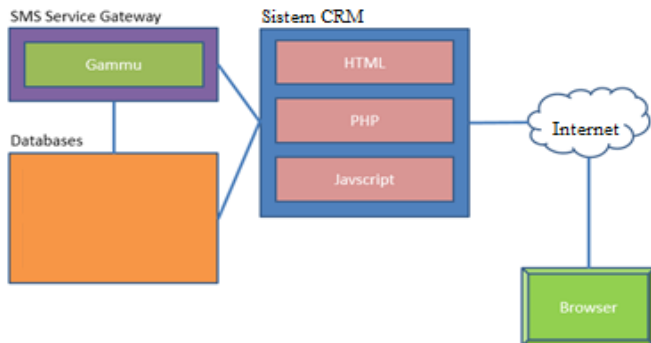 SMS Service Gateway
Gammu
Databases
Sistem CRM
HTML
PHP
Javscript
Internet
Browser